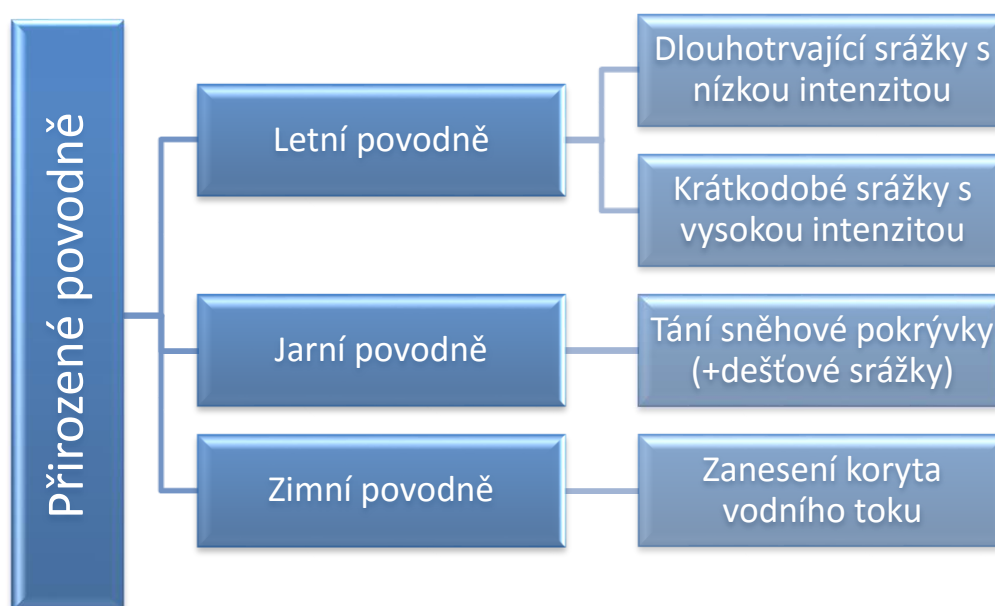 Přirozené povodně
Letní povodně
Dlouhotrvající srážky s
nízkou intenzitou
Krátkodobé srážky s
vysokou intenzitou
Jarní povodně
Tání sněhové pokrývky
(+dešťové srážky)
Zimní povodně
Zanesení koryta
vodního toku